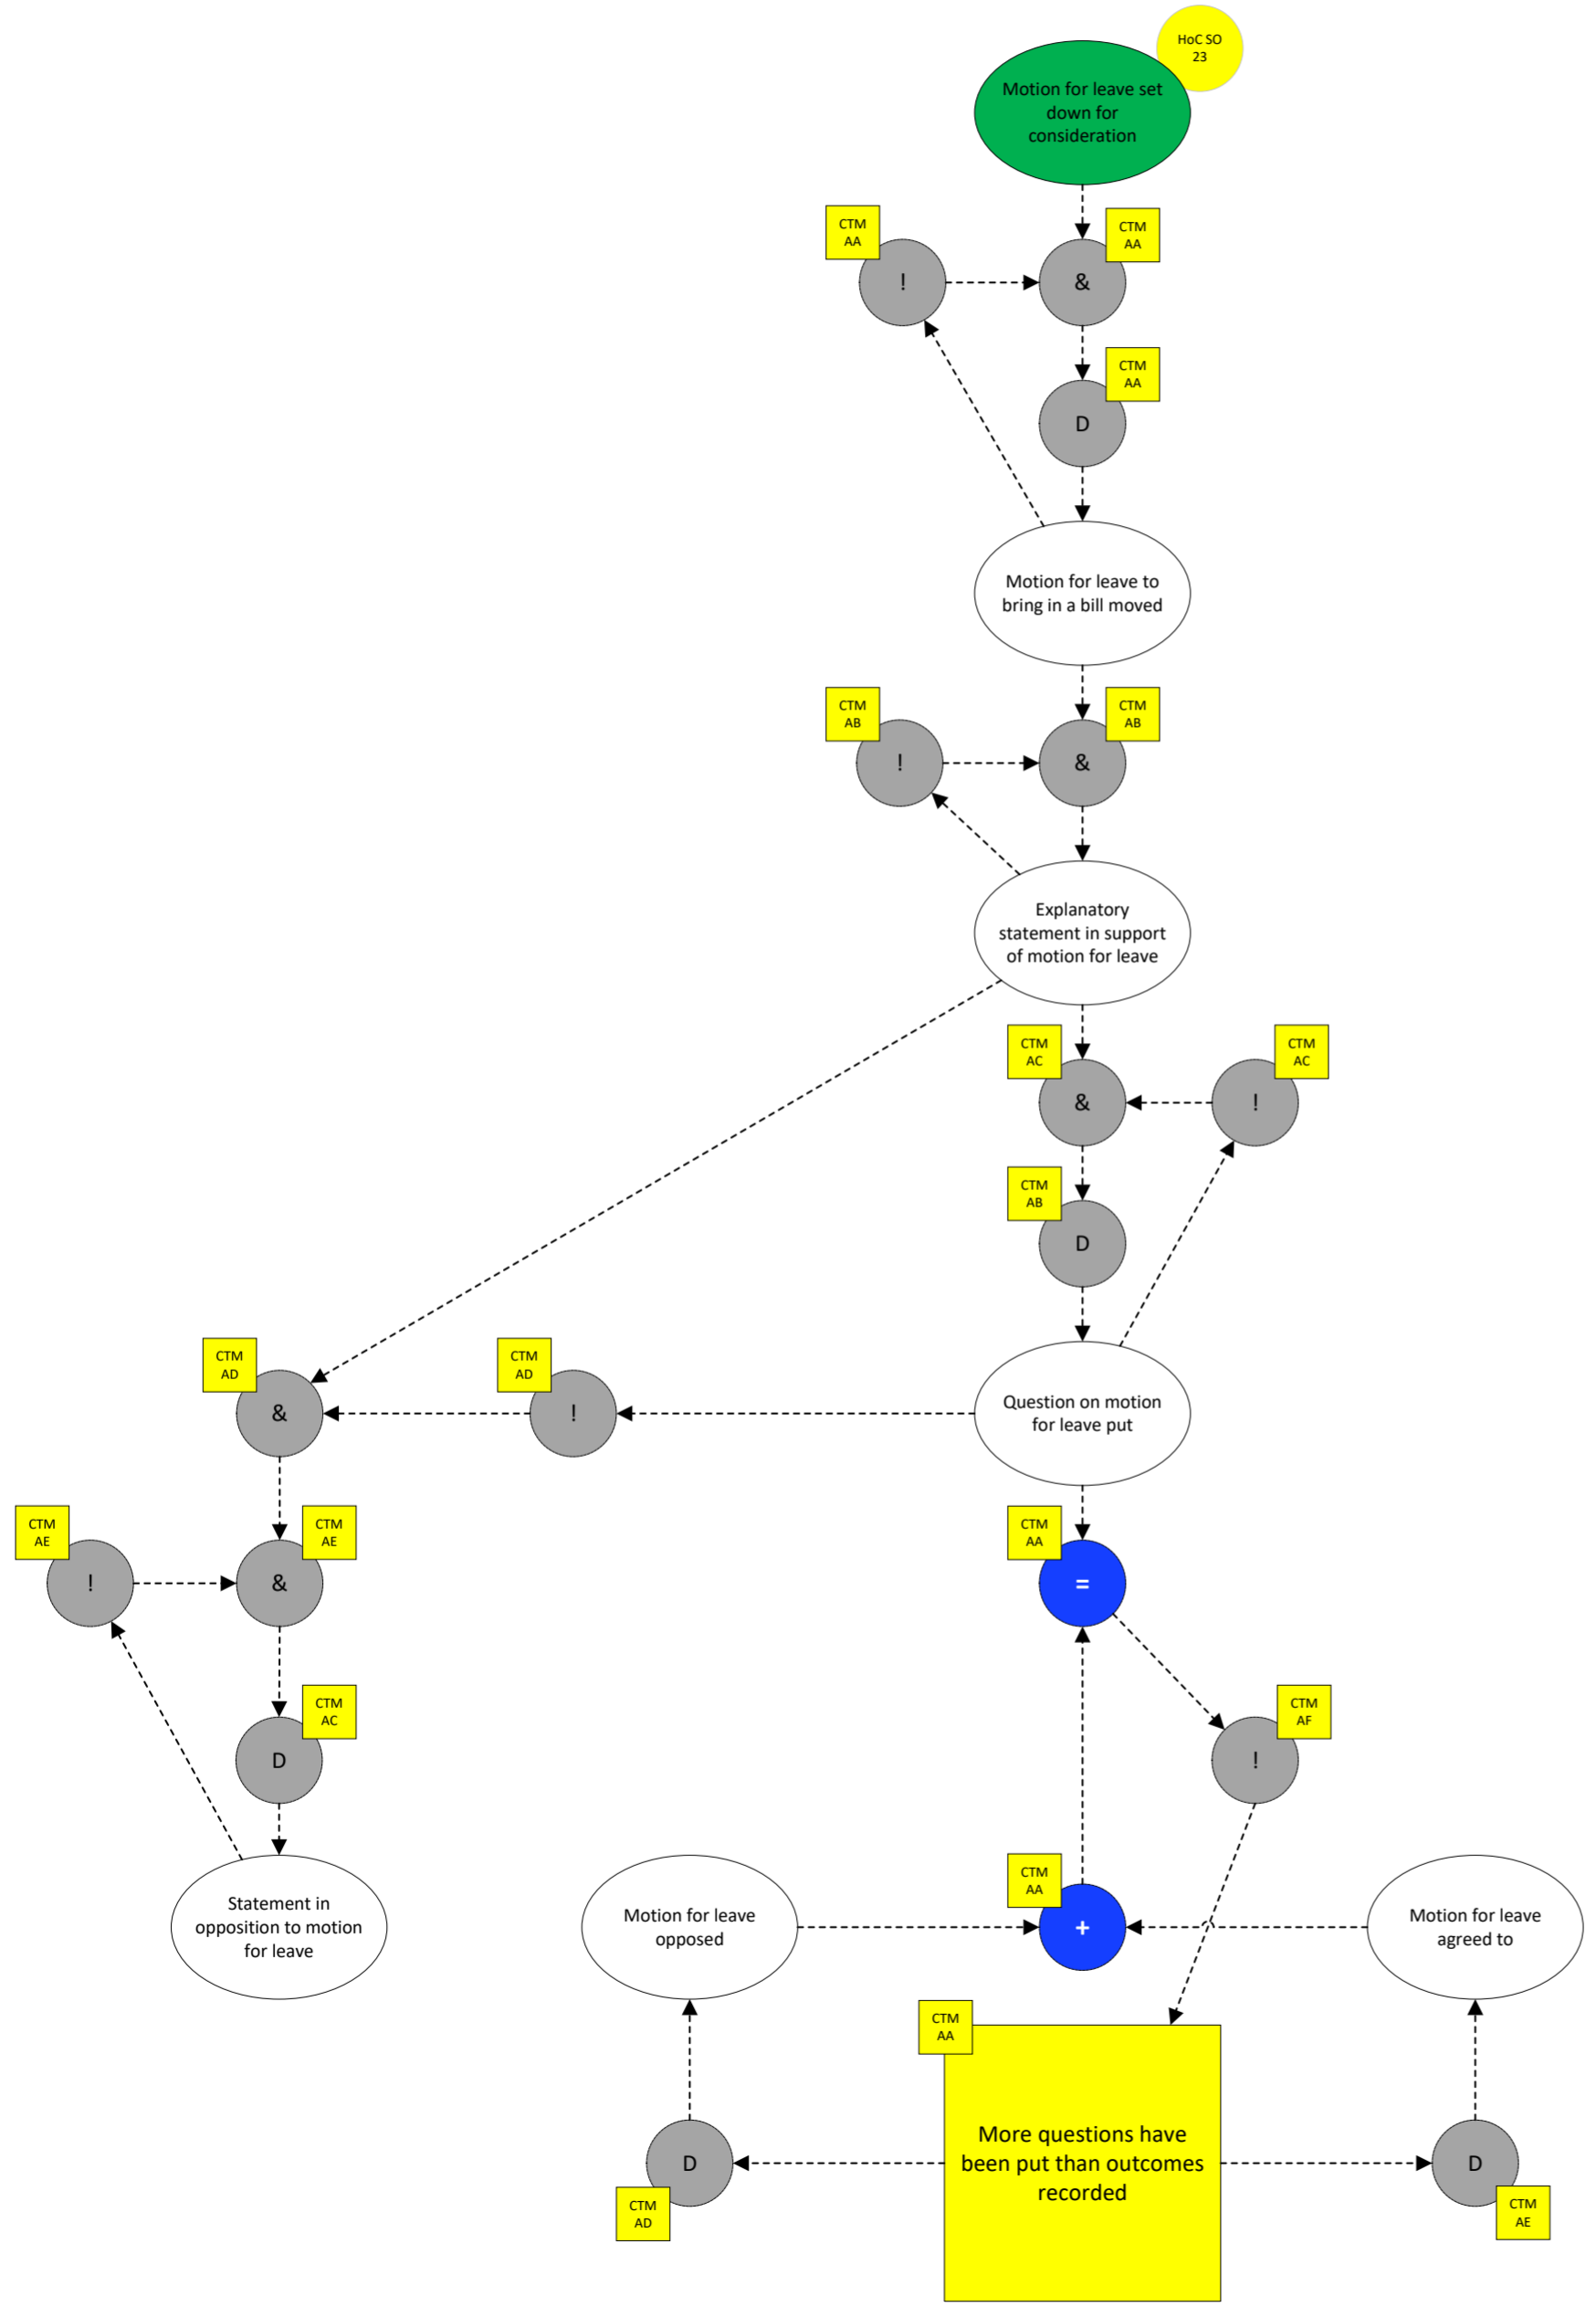 HoC SO
23
Motion for leave set
down for
consideration
CTM
AA
!
CTM
AA
&
CTM
AA
D
Motion for leave to
bring in a bill moved
CTM
AB
!
CTM
AB
&
Explanatory
statement in support
of motion for leave
CTM
AC
&
CTM
AC
!
CTM
AB
D
CTM
AD
&
CTM
AD
!
Question on motion
for leave put
CTM
AE
!
CTM
AE
&
CTM
AA
=
CTM
AC
D
CTM
AF
!
Statement in
opposition to motion
for leave
Motion for leave
opposed
CTM
AA
+
Motion for leave
agreed to
CTM
AA
More questions have
been put than outcomes
recorded
D
CTM
AD
D
CTM
AE